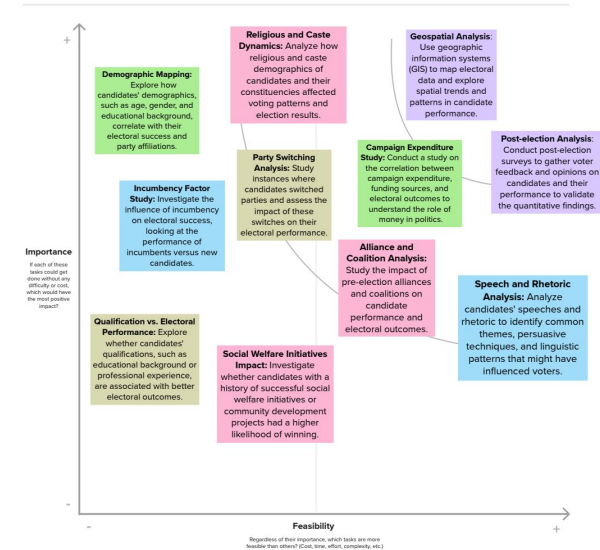 +
Religious and Caste
Dynamics: Analyze how
religious and caste
demographics of
candidates and their
constituencies affected
voting patterns and
election results.
Geospatial Analysis:
Use geographic
information systems
(GIS) to map electoral
data and explore
spatial trends and
patterns in candidate
performance.
Demographic Mapping:
Explore how
candidates' demographics,
such as age, gender, and
educational background,
correlate with their
electoral success and
party affiliations.
Party Switching
Analysis: Study
instances where
candidates switched
parties and assess the
impact of these
switches on their
electoral performance.
Campaign Expenditure
Study: Conduct a study on
the correlation between
campaign expenditure,
funding sources, and
electoral outcomes to
understand the role of
money in politics.
Post-election Analysis:
Conduct post-election
surveys to gather voter
feedback and opinions on
candidates and their
performance to validate
the quantitative findings.
Incumbency Factor
Study: Investigate the
influence of incumbency
on electoral success,
looking at the
performance of
incumbents versus new
candidates.
Importance
If each of these
tasks could get
done without any
difficulty or cost,
which would have
the most positive
impact?
Alliance and
Coalition Analysis:
Study the impact of
pre-election alliances
and coalitions on
candidate
performance and
electoral outcomes.
Speech and Rhetoric
Analysis: Analyze
candidates' speeches and
rhetoric to identify common
themes, persuasive
techniques, and linguistic
patterns that might have
influenced voters.
Qualification vs. Electoral
Performance: Explore
whether candidates'
qualifications, such as
educational background or
professional experience,
are associated with better
electoral outcomes.
Social Welfare Initiatives
Impact: Investigate
whether candidates with a
history of successful social
welfare initiatives or
community development
projects had a higher
likelihood of winning.
-
-
Feasibility
+
Regardless of their importance, which tasks are more
feasible than others? (Cost, time, effort, complexity, etc.)